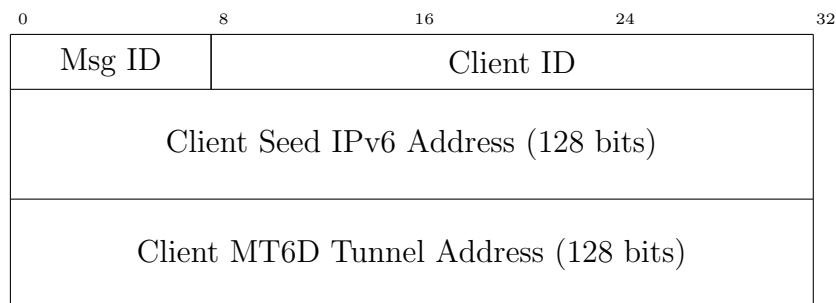 0 8 16 24 32
Msg ID Client ID
Client Seed IPv6 Address (128 bits)
Client MT6D Tunnel Address (128 bits)